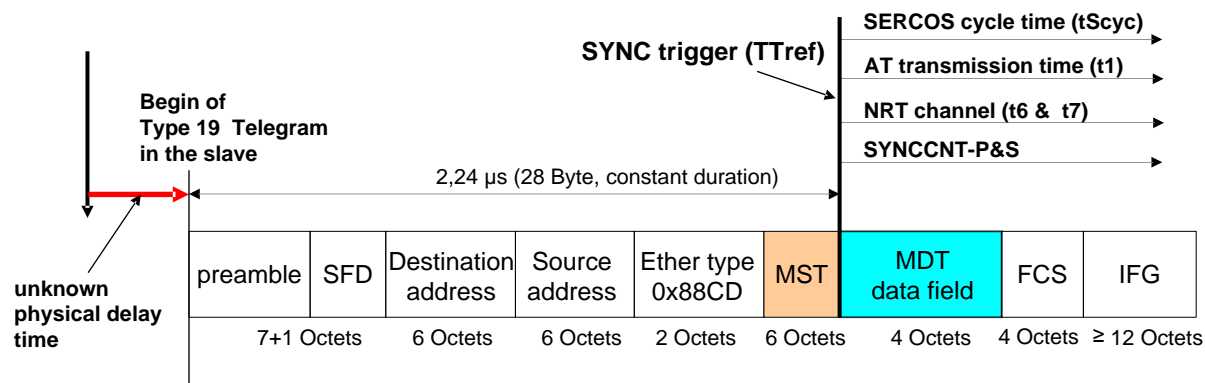 SERCOS cycle time (tScyc)
SYNC trigger (TTref)
AT transmission time (t1)
Begin of
Type 19 Telegram
in the slave
NRT channel (t6 & t7)
SYNCCNT-P&S
2,24 µs (28 Byte, constant duration)
unknown
physical delay
time
preamble
SFD
Destination
address
Source
address
Ether type
0x88CD
MST
MDT
data field
FCS
IFG
7+1 Octets
6 Octets
6 Octets
2 Octets
6 Octets
4 Octets
4 Octets
≥ 12 Octets